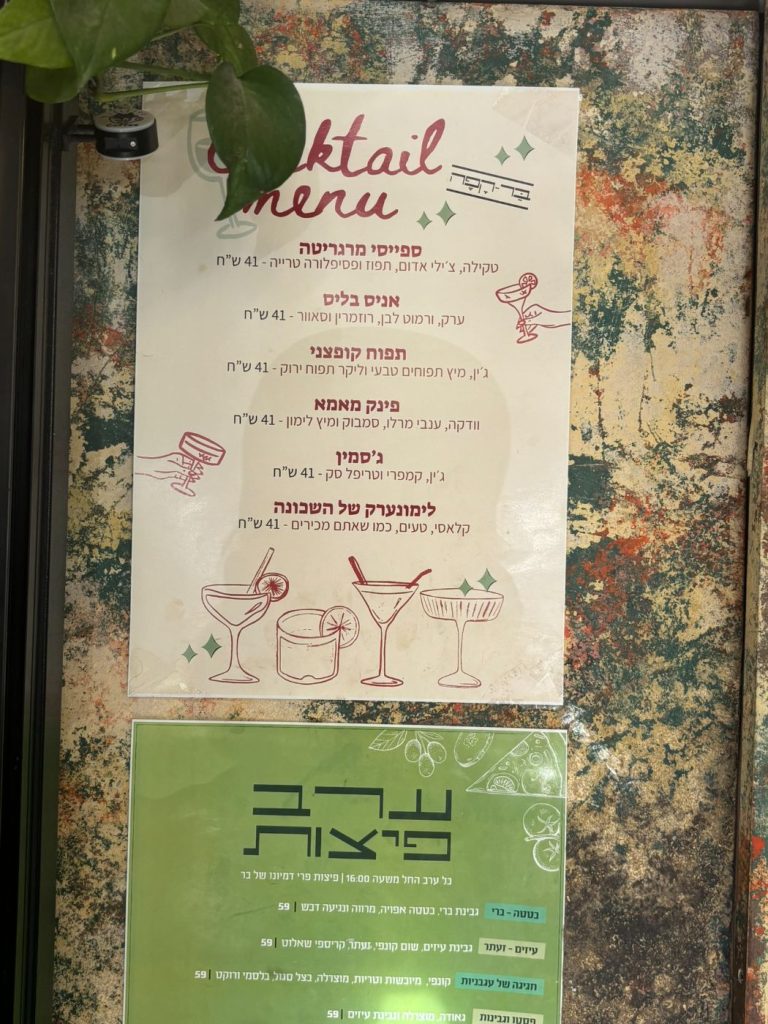 cocktail
menu
בַּר-הַקָּפֶה
ספייסי מרגריטה
טקילה, צ׳ילי אדום, תפוז ופסיפלורה טרייה - 41 ש״ח
אניס בליס
ערק, ורמוט לבן, רוזמרין וסאוור - 41 ש״ח
תפוח קופצני
ג׳ין, מיץ תפוחים טבעי וליקר תפוח ירוק - 41 ש״ח
פינק מאמא
וודקה, ענבי מרלו, סמבוק ומיץ לימון - 41 ש״ח
ג׳סמין
ג׳ין, קמפרי וטריפל סק - 41 ש״ח
לימונערק של השכונה
קלאסי, טעים, כמו שאתם מכירים - 41 ש״ח
ערב
פיצות
כל ערב החל משעה 16:00 | פיצות פרי דמיונו של בר
בטטה - ברי גבינת ברי, בטטה אפויה, מרווה ונגיעה דבש | 59
עיזים - זעתר גבינת עיזים, שום קונפי, זעתר, קריספי שאלוט | 59
חגיגה של עגבניות קונפי, מיובשות וטריות, מוצרלה, בצל סגול, בלסמי ורוקט | 59
פסטו וגבינות גאודה, מוצרלה וגבינת עיזים | 59